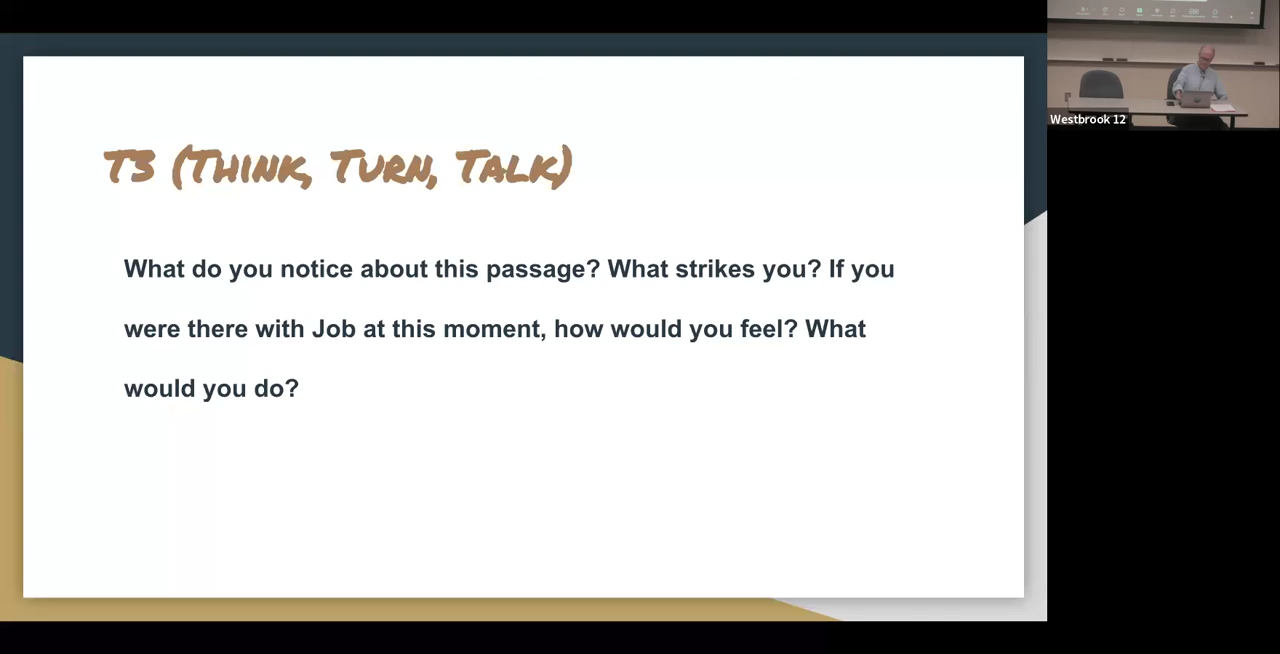 T3 (Think, Turn, Talk)
What do you notice about this passage? What strikes you? If you
were there with Job at this moment, how would you feel? What
would you do?
Westbrook 12